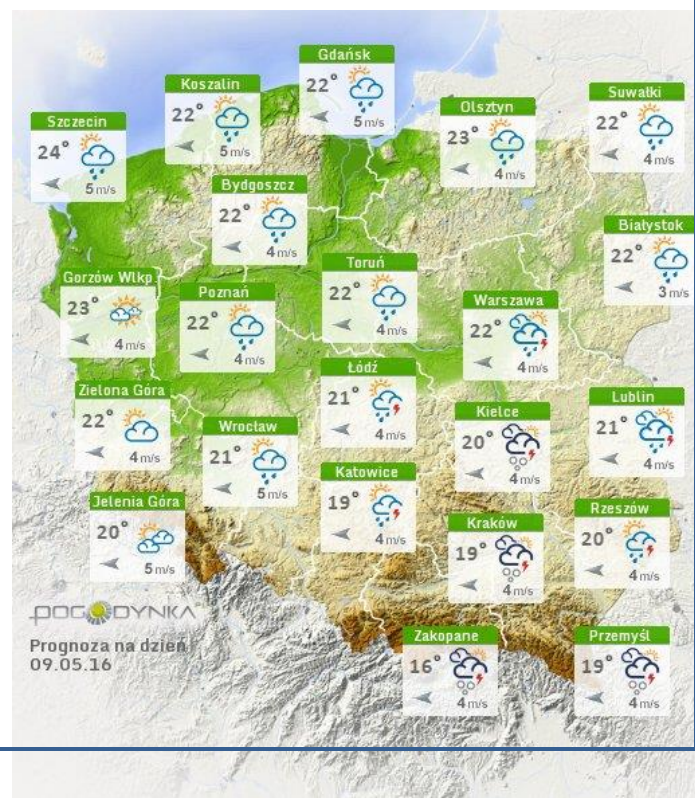 Gdańsk
22°
5 m/s
Koszalin
22°
5 m/s
Suwałki
22°
4 m/s
Olsztyn
23°
4 m/s
Szczecin
24°
5 m/s
Bydgoszcz
22°
4 m/s
Białystok
22°
3 m/s
Toruń
22°
4 m/s
Gorzów Wlkp
23°
4 m/s
Poznań
22°
4 m/s
Warszawa
22°
4 m/s
Łódź
21°
4 m/s
Zielona Góra
22°
4 m/s
Lublin
21°
4 m/s
Kielce
20°
4 m/s
Wrocław
21°
5 m/s
Katowice
19°
4 m/s
Jelenia Góra
20°
5 m/s
Rzeszów
20°
4 m/s
Kraków
19°
4 m/s
POGODYNKA
Prognoza na dzień
09.05.16
Zakopane
16°
4 m/s
Przemyśl
19°
4 m/s